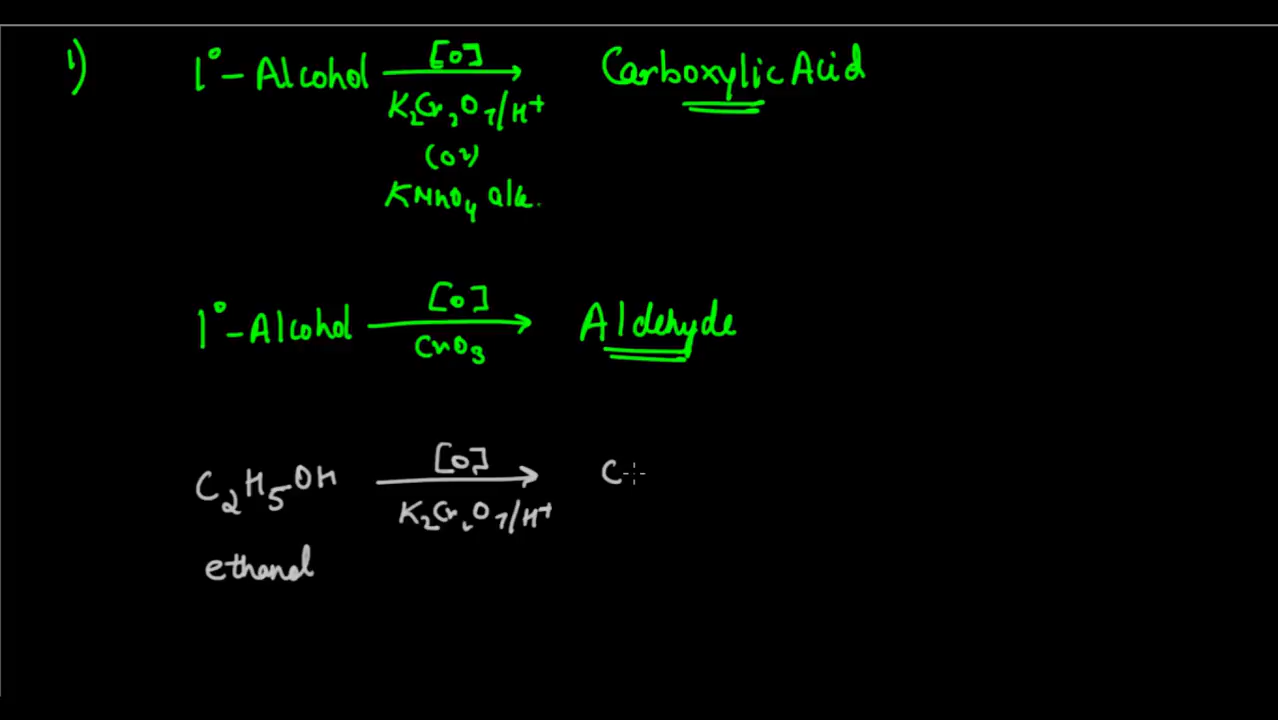 1) 1°-Alcohol [O] Carboxylic Acid
K2Cr2O7/H+
(Or)
KMnO4 alk.
1°-Alcohol [O] Aldehyde
CrO3
C2H5OH [O] C
K2Cr2O7/H+
ethanol